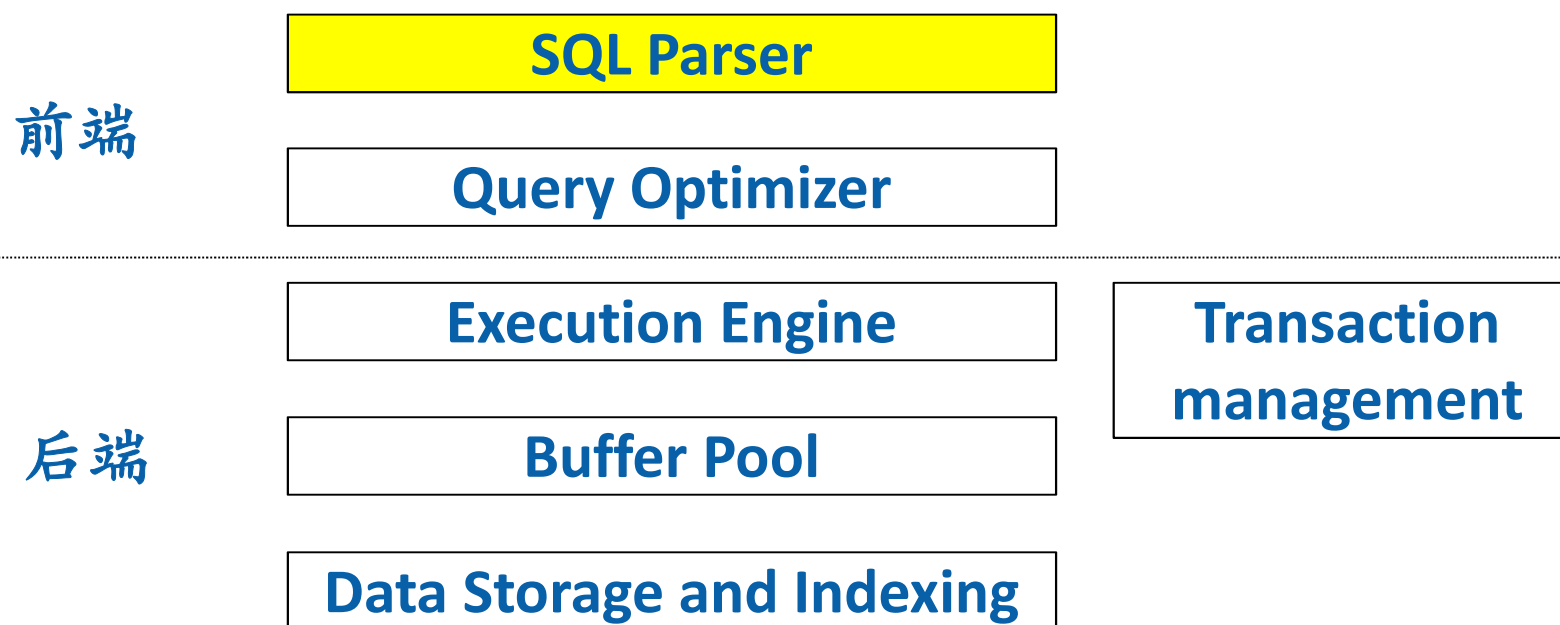 SQL Parser
前端
Query Optimizer
Execution Engine
Transaction
management
后端
Buffer Pool
Data Storage and Indexing